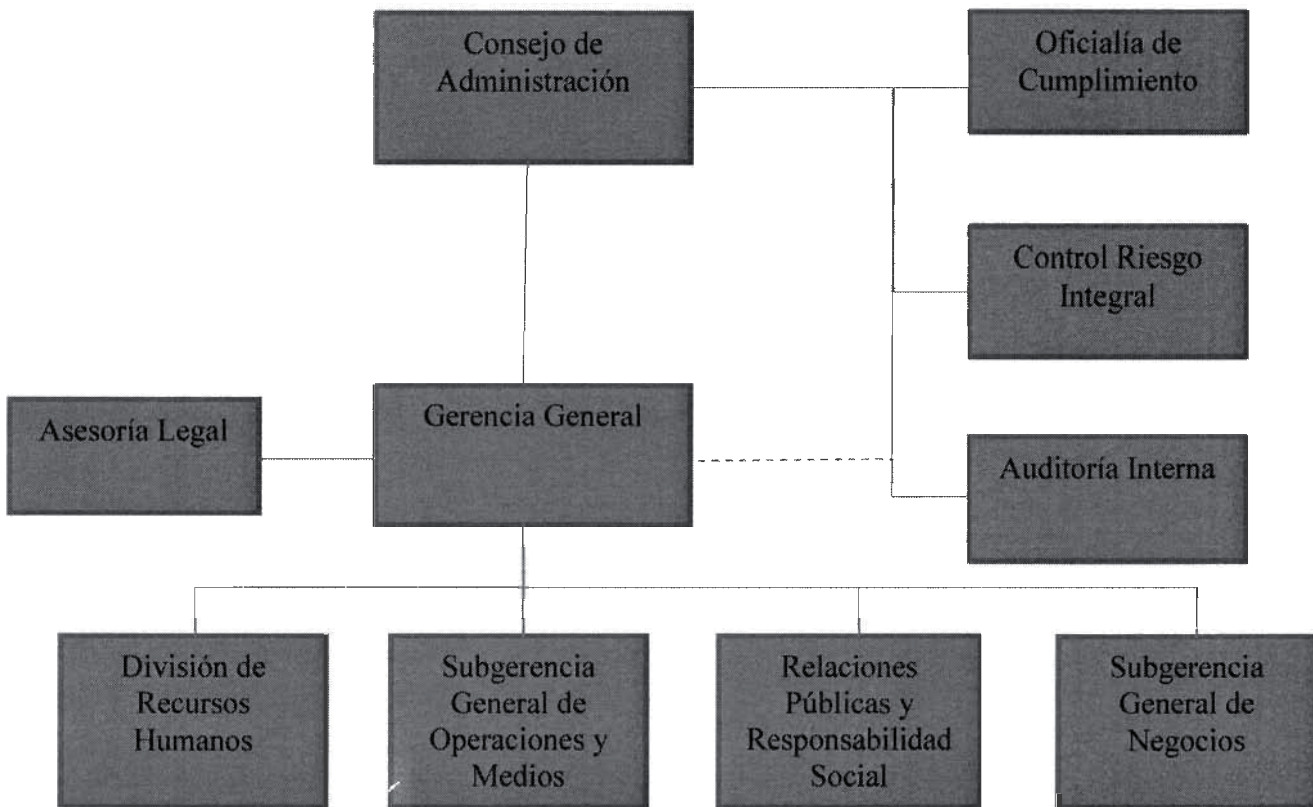 Consejo de
Administración
Oficialía de
Cumplimiento
Control Riesgo
Integral
Asesoría Legal
Gerencia General
Auditoría Interna
División de
Recursos
Humanos
Subgerencia
General de
Operaciones y
Medios
Relaciones
Públicas y
Responsabilidad
Social
Subgerencia
General de
Negocios